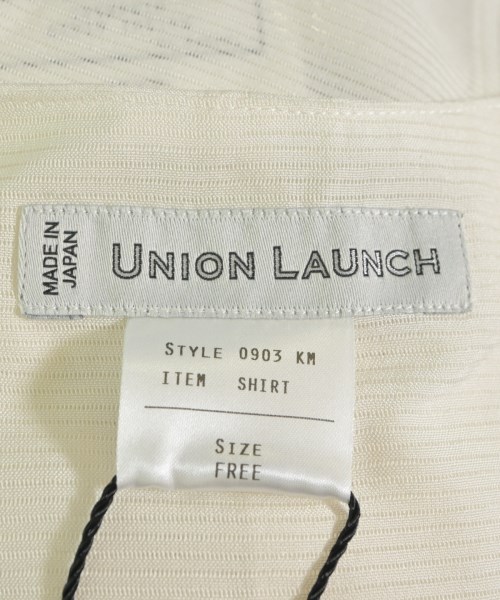 MADE IN
JAPAN
UNION LAUNCH
STYLE 0903 KM
ITEM SHIRT
SIZE
FREE